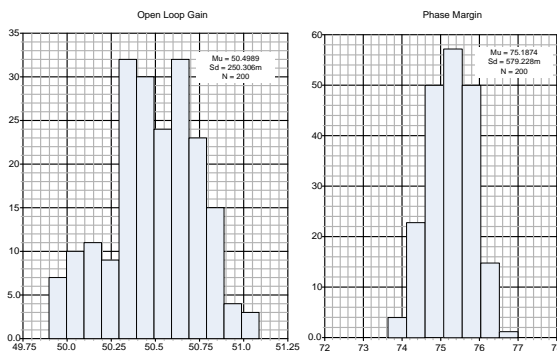 Open Loop Gain
35
30
25
20
15
10
5.0
0.0
49.75 50.0 50.25 50.5 50.75 51.0 51.25
Mu = 50.4989
Sd = 250.306m
N = 200
Phase Margin
60
50
40
30
20
10
0.0
72 73 74 75 76 77
Mu = 75.1874
Sd = 579.228m
N = 200